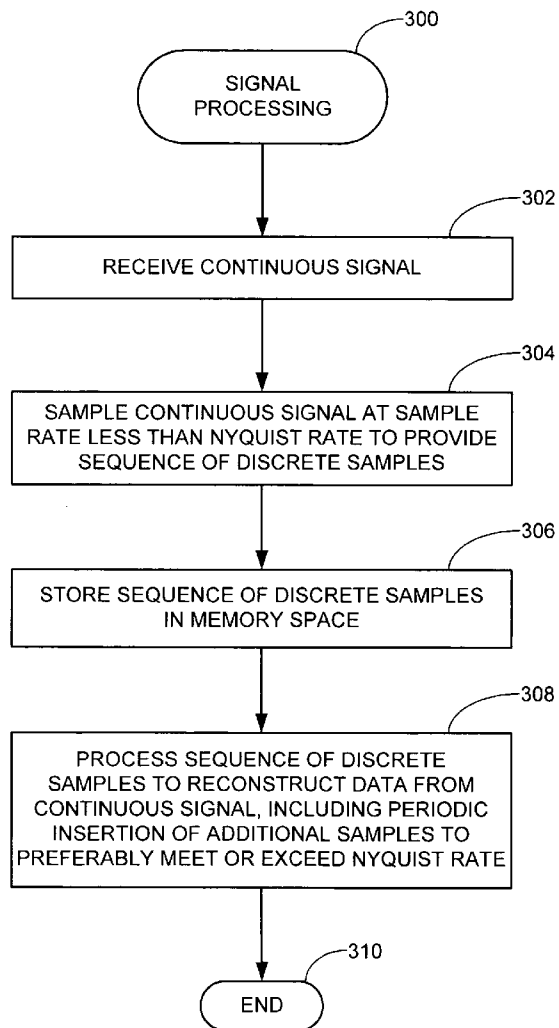 300
SIGNAL
PROCESSING
302
RECEIVE CONTINUOUS SIGNAL
304
SAMPLE CONTINUOUS SIGNAL AT SAMPLE
RATE LESS THAN NYQUIST RATE TO PROVIDE
SEQUENCE OF DISCRETE SAMPLES
306
STORE SEQUENCE OF DISCRETE SAMPLES
IN MEMORY SPACE
308
PROCESS SEQUENCE OF DISCRETE
SAMPLES TO RECONSTRUCT DATA FROM
CONTINUOUS SIGNAL, INCLUDING PERIODIC
INSERTION OF ADDITIONAL SAMPLES TO
PREFERABLY MEET OR EXCEED NYQUIST RATE
310
END